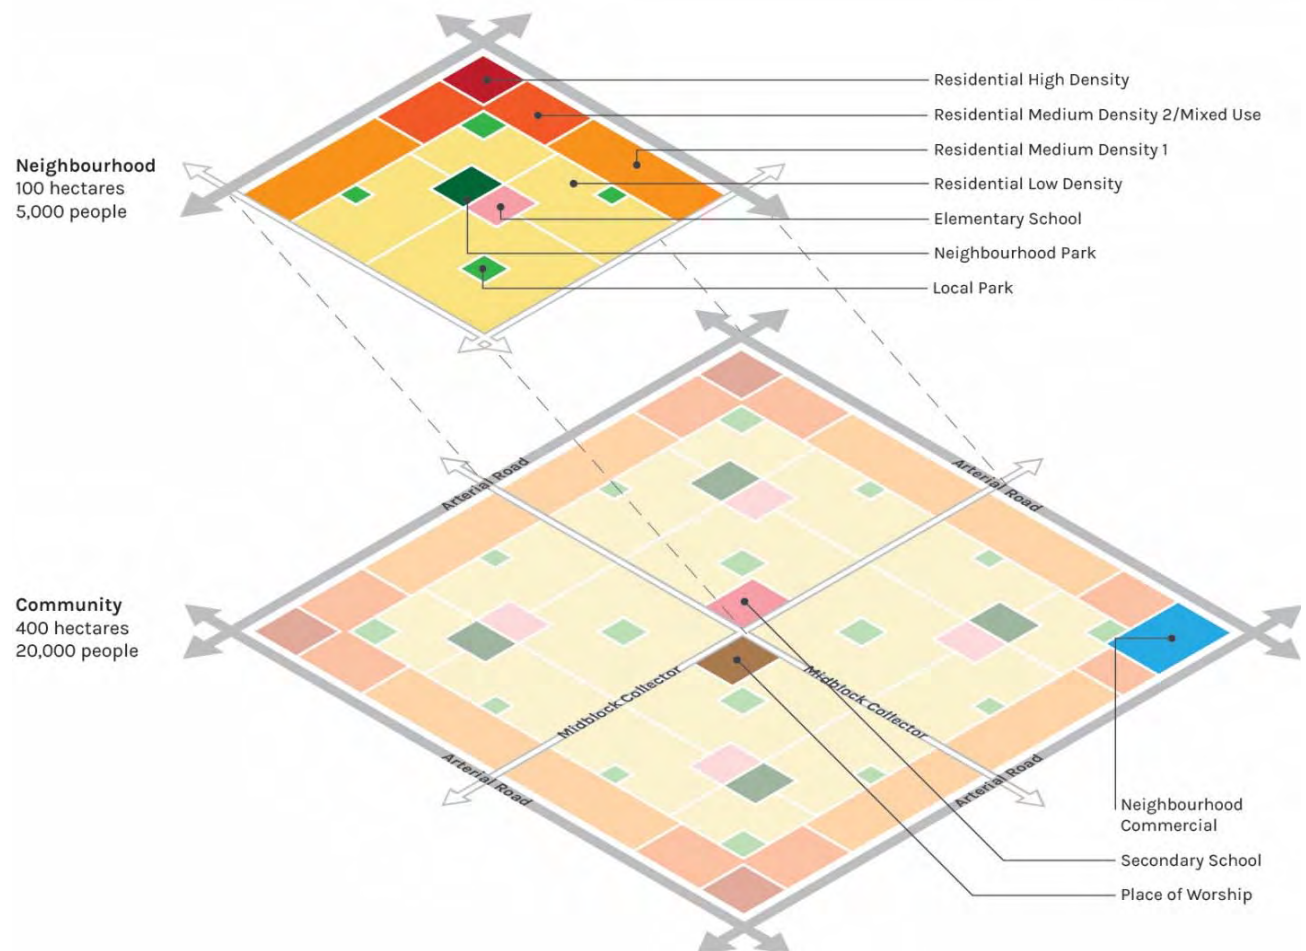 Residential High Density
Residential Medium Density 2/Mixed Use
Residential Medium Density 1
Residential Low Density
Elementary School
Neighbourhood Park
Local Park
Neighbourhood
100 hectares
5,000 people
Arterial Road
Arterial Road
Community
400 hectares
20,000 people
Midblock Collector
Midblock Collector
Arterial Road
Arterial Road
Neighbourhood
Commercial
Secondary School
Place of Worship